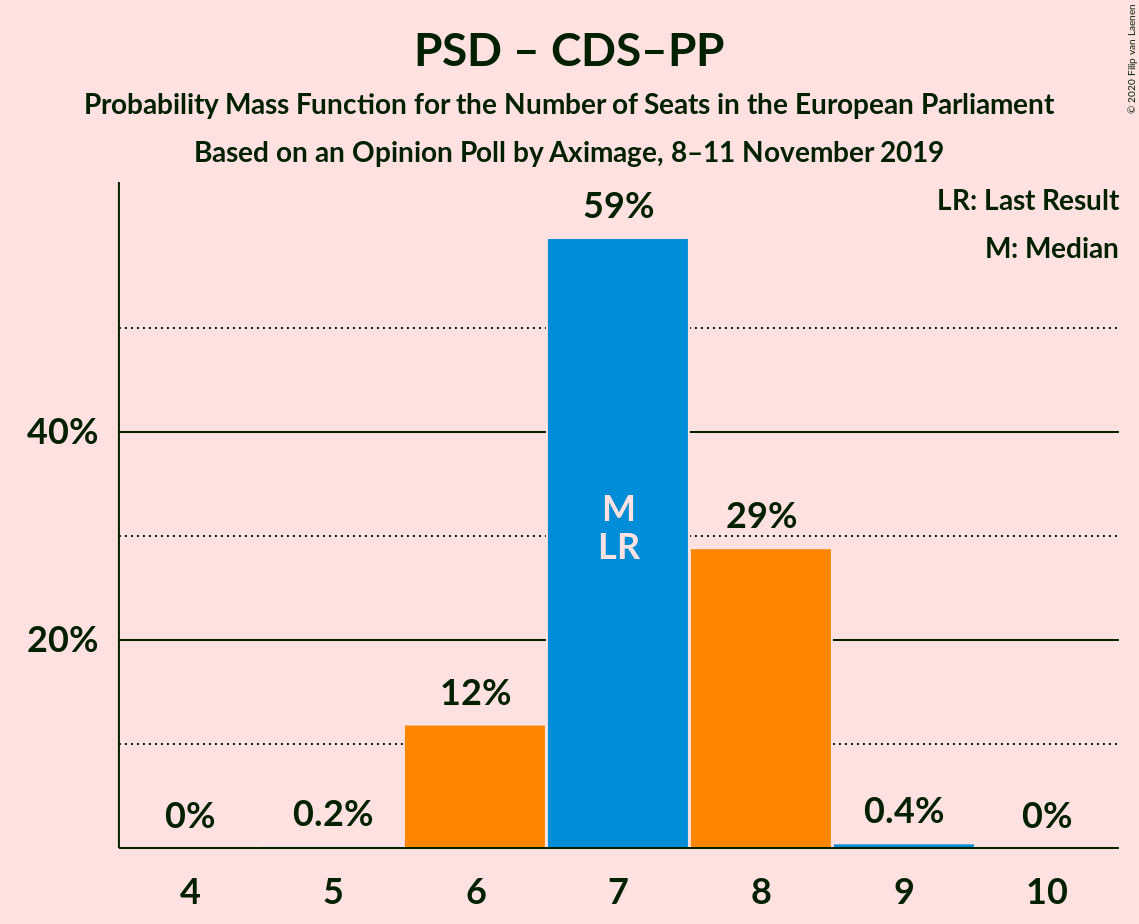 PSD – CDS–PP
Probability Mass Function for the Number of Seats in the European Parliament
Based on an Opinion Poll by Aximage, 8–11 November 2019
© 2020 Filip van Laenen
LR: Last Result
M: Median
59%
40%
M
LR
29%
20%
12%
0%
0.2%
0.4%
0%
4
5
6
7
8
9
10